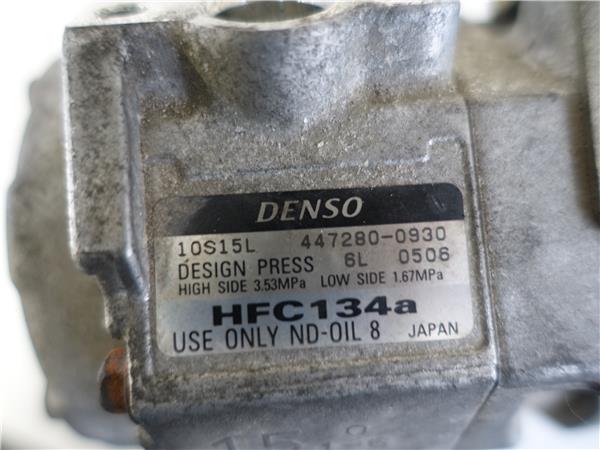 DENSO
10S15L 447280-0930
DESIGN PRESS 6L 0506
HIGH SIDE 3.53MPa LOW SIDE 1.67MPa
HFC134a
USE ONLY ND-OIL 8 JAPAN